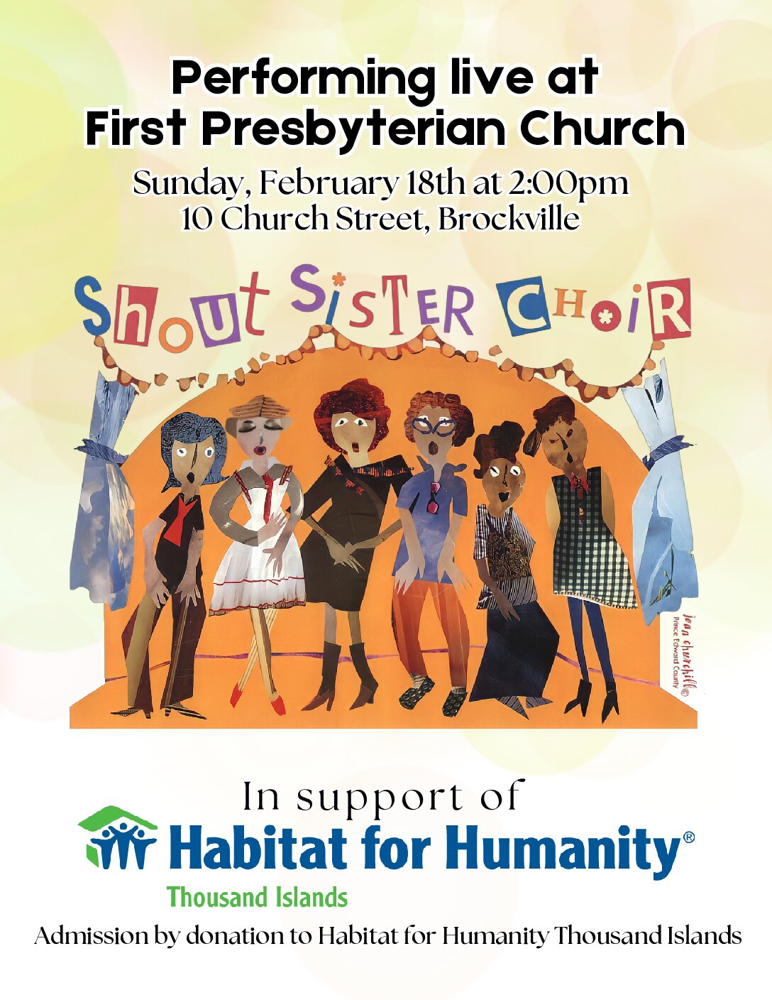 Performing live at
First Presbyterian Church
Sunday, February 18th at 2:00pm
10 Church Street, Brockville
Shout SiSTER CHOiR
jean churchill©
Prince Edward County
In support of
Habitat for Humanity®
Thousand Islands
Admission by donation to Habitat for Humanity Thousand Islands